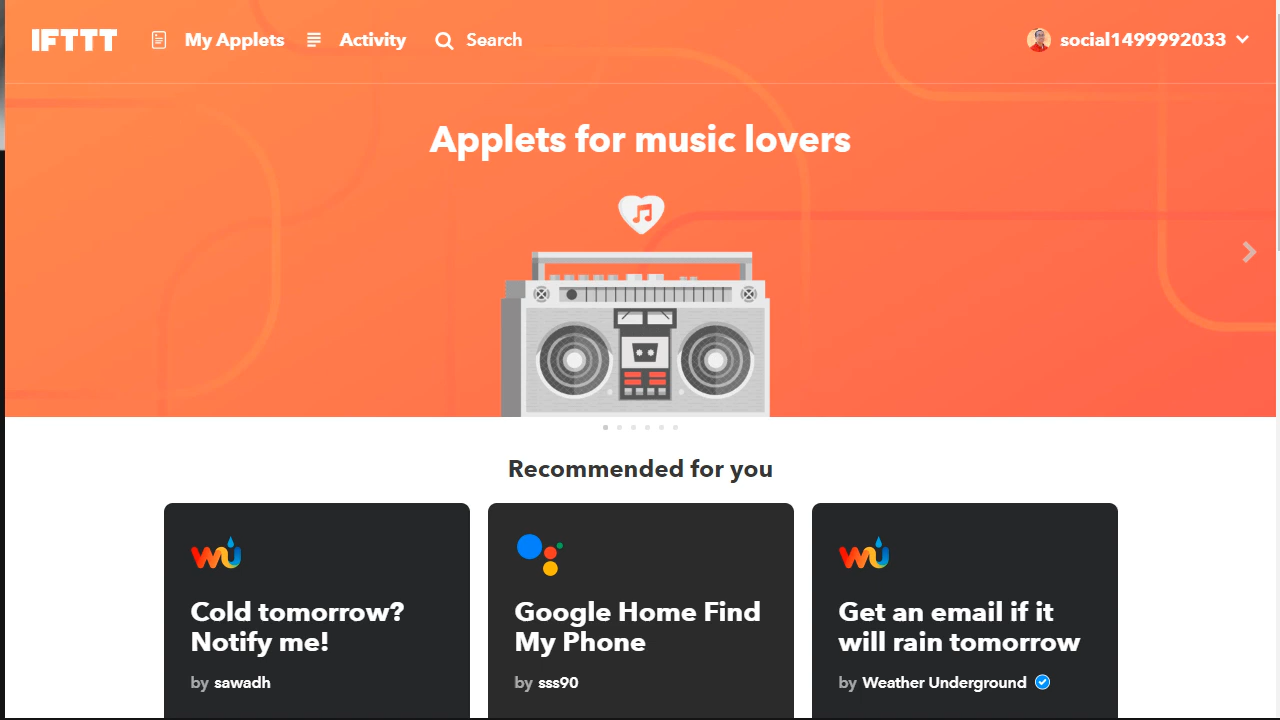 IFTTT My Applets Activity Search social1499992033
Applets for music lovers
Recommended for you
Cold tomorrow?
Notify me!
by sawadh
Google Home Find
My Phone
by sss90
Get an email if it
will rain tomorrow
by Weather Underground